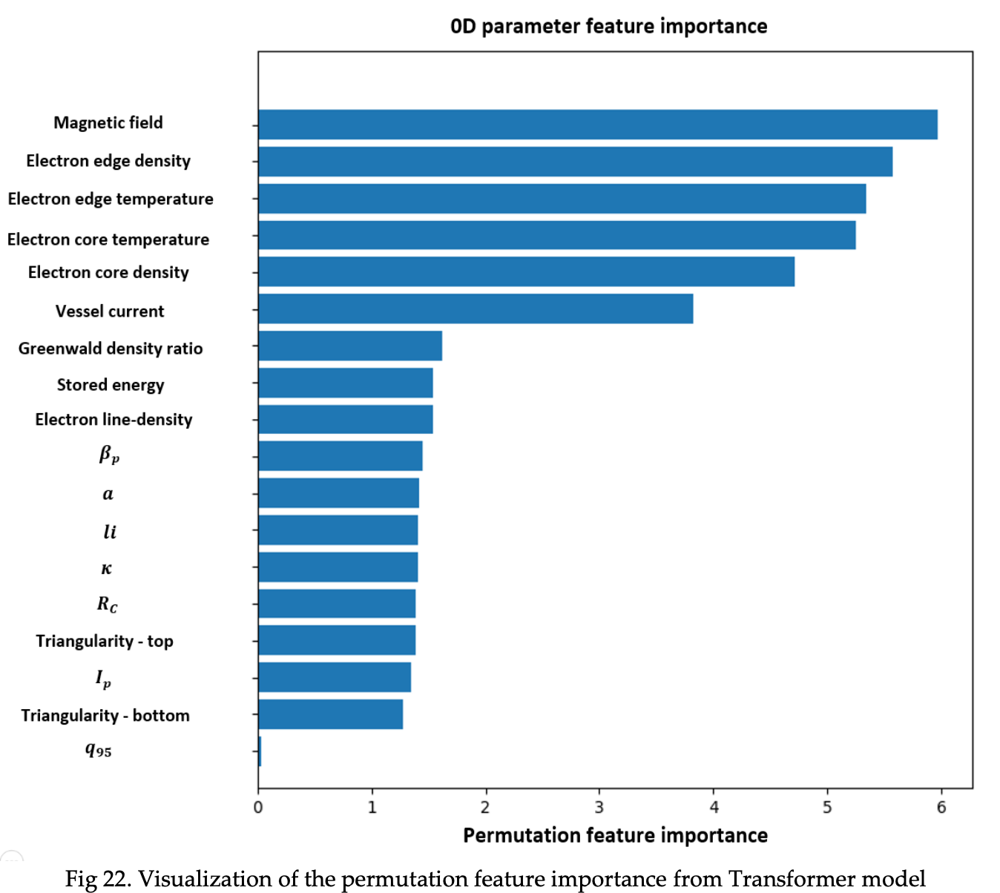 0D parameter feature importance
Magnetic field
Electron edge density
Electron edge temperature
Electron core temperature
Electron core density
Vessel current
Greenwald density ratio
Stored energy
Electron line-density
βp
a
li
κ
RC
Triangularity - top
Ip
Triangularity - bottom
q95
0 1 2 3 4 5 6
Permutation feature importance
Fig 22. Visualization of the permutation feature importance from Transformer model